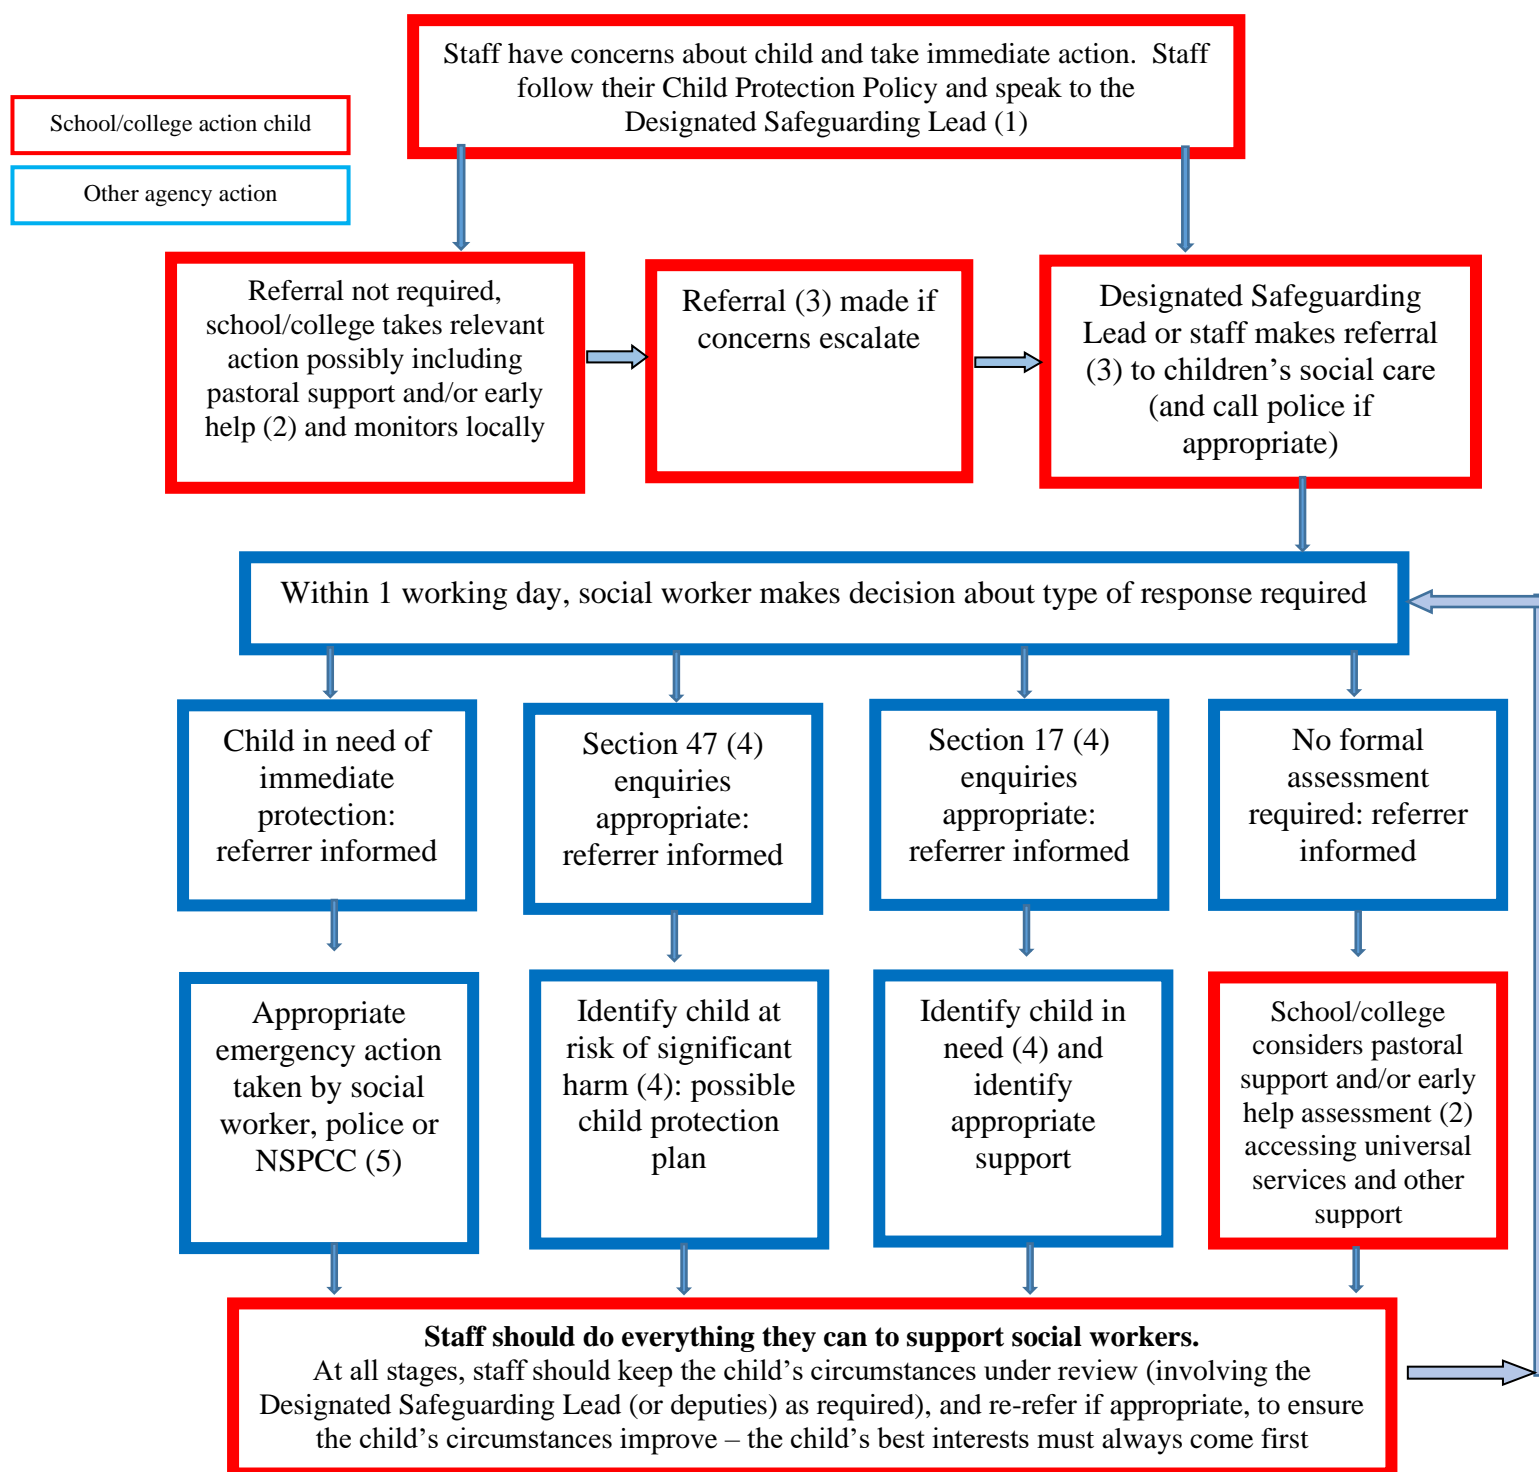 Staff have concerns about child and take immediate action.  Staff
follow their Child Protection Policy and speak to the
Designated Safeguarding Lead (1)
School/college action child
Other agency action
Referral not required,
school/college takes relevant
action possibly including
pastoral support and/or early
help (2) and monitors locally
Referral (3) made if
concerns escalate
Designated Safeguarding
Lead or staff makes referral
(3) to children’s social care
(and call police if
appropriate)
Within 1 working day, social worker makes decision about type of response required
Child in need of
immediate
protection:
referrer informed
Section 47 (4)
enquiries
appropriate:
referrer informed
Section 17 (4)
enquiries
appropriate:
referrer informed
No formal
assessment
required: referrer
informed
Appropriate
emergency action
taken by social
worker, police or
NSPCC (5)
Identify child at
risk of significant
harm (4): possible
child protection
plan
Identify child in
need (4) and
identify
appropriate
support
School/college
considers pastoral
support and/or early
help assessment (2)
accessing universal
services and other
support
Staff should do everything they can to support social workers.
At all stages, staff should keep the child’s circumstances under review (involving the
Designated Safeguarding Lead (or deputies) as required), and re-refer if appropriate, to ensure
the child’s circumstances improve – the child’s best interests must always come first